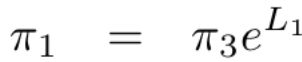 π₁ = π₃e^{L₁}